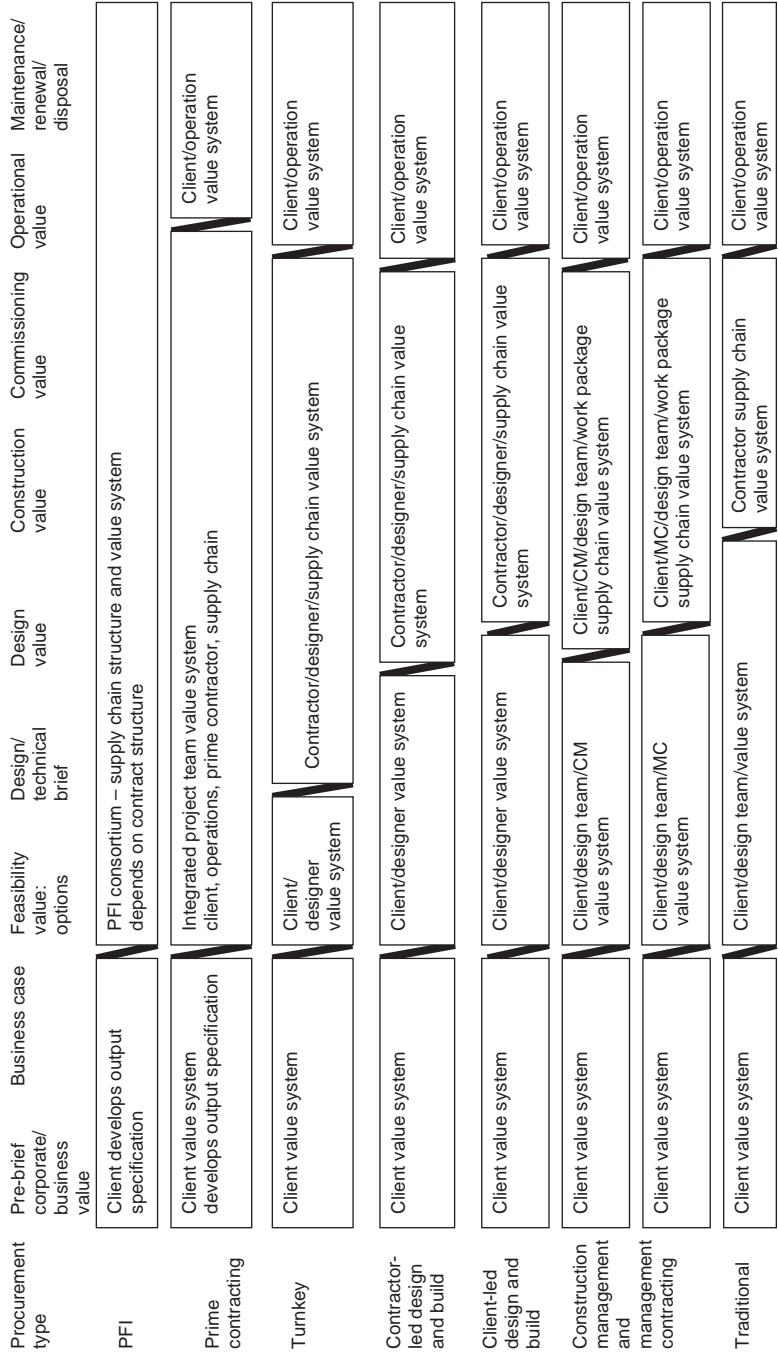 Procurement
type
Pre-brief
corporate/
business
value
Business case
Feasibility
value:
options
Design/
technical
brief
Design
value
Construction
value
Commissioning
value
Operational
value
Maintenance/
renewal/
disposal
PFI
Client develops output
specification
PFI consortium – supply chain structure and value system
depends on contract structure
Prime
contracting
Client value system
develops output specification
Integrated project team value system
client, operations, prime contractor, supply chain
Client/operation
value system
Turnkey
Client value system
Client/
designer
value system
Contractor/designer/supply chain value system
Client/operation
value system
Contractor-
led design
and build
Client value system
Client/designer value system
Contractor/designer/supply chain value
system
Client/operation
value system
Client-led
design and
build
Client value system
Client/designer value system
Contractor/designer/supply chain value
system
Client/operation
value system
Construction
management
and
management
contracting
Client value system
Client/design team/CM
value system
Client/CM/design team/work package
supply chain value system
Client/operation
value system
Client value system
Client/design team/MC
value system
Client/MC/design team/work package
supply chain value system
Client/operation
value system
Traditional
Client value system
Client/design team/value system
Contractor supply chain
value system
Client/operation
value system